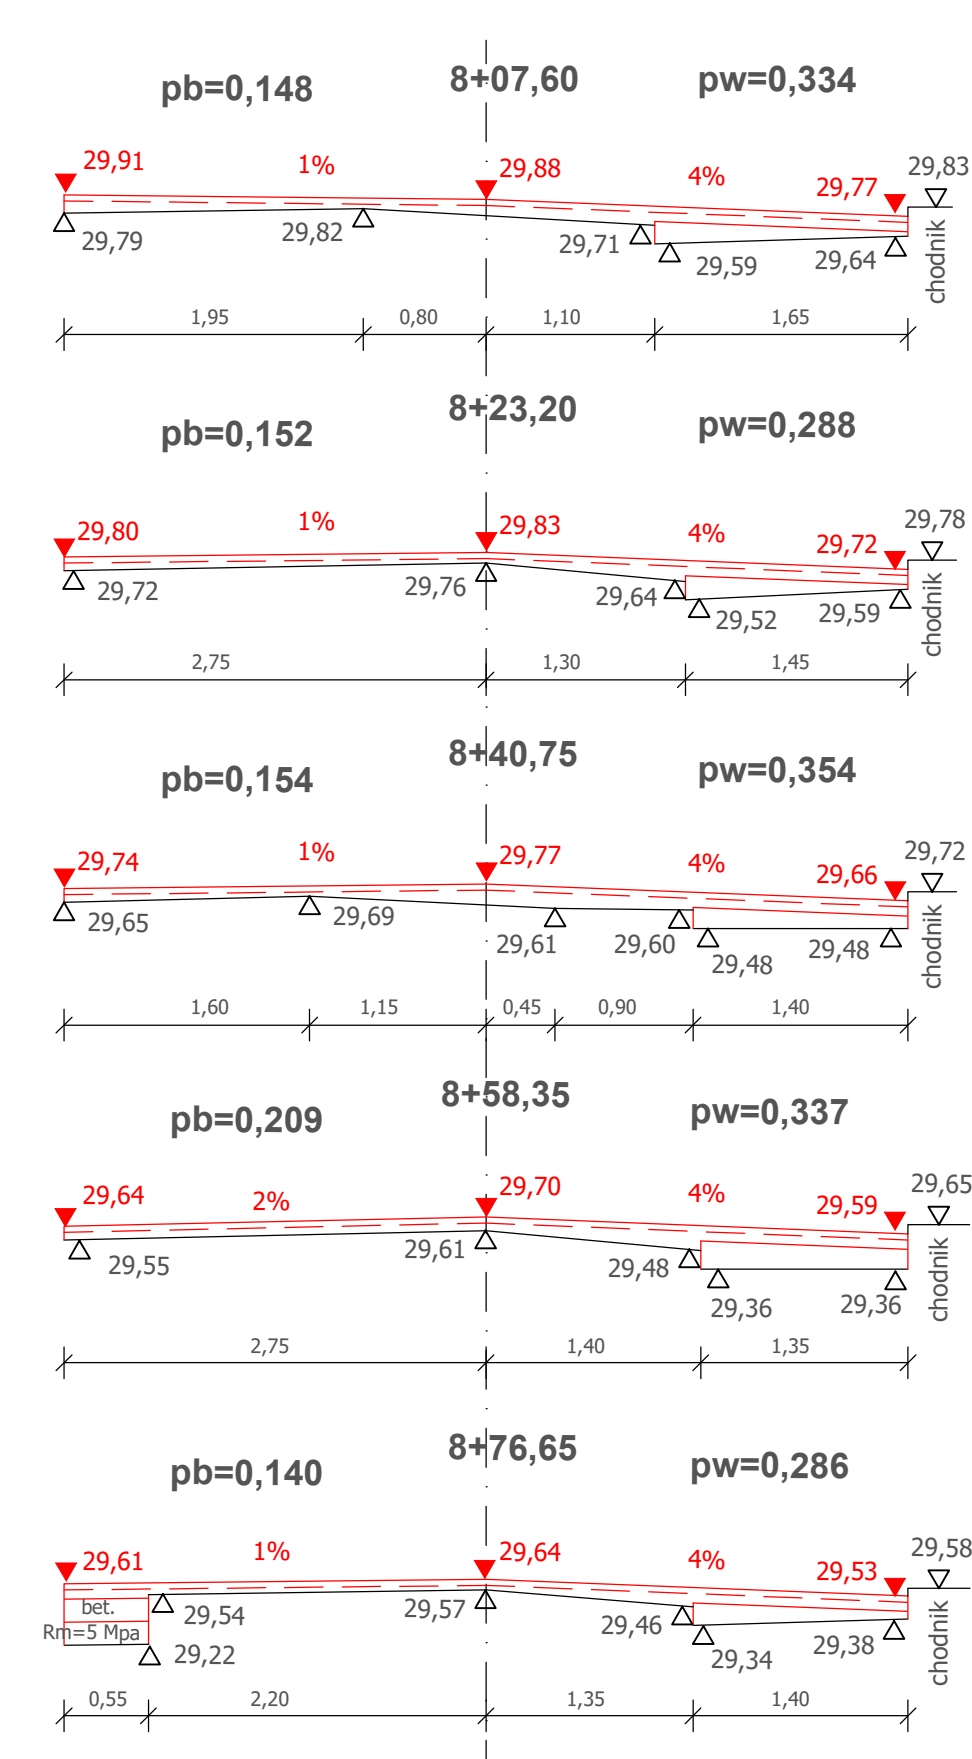 pb=0,148 8+07,60 pw=0,334
29,91 1% 29,88 4% 29,77 29,83
29,79 29,82 29,71 29,59 29,64 chodnik
1,95 0,80 1,10 1,65
pb=0,152 8+23,20 pw=0,288
29,80 1% 29,83 4% 29,72 29,78
29,72 29,76 29,64 29,52 29,59 chodnik
2,75 1,30 1,45
pb=0,154 8+40,75 pw=0,354
29,74 1% 29,77 4% 29,66 29,72
29,65 29,69 29,61 29,60 29,48 29,48 chodnik
1,60 1,15 0,45 0,90 1,40
pb=0,209 8+58,35 pw=0,337
29,64 2% 29,70 4% 29,59 29,65
29,55 29,61 29,48 29,36 29,36 chodnik
2,75 1,40 1,35
pb=0,140 8+76,65 pw=0,286
29,61 1% 29,64 4% 29,53 29,58
bet.
Rm=5 Mpa
29,54 29,57 29,46 29,34 29,38 chodnik
29,22
0,55 2,20 1,35 1,40